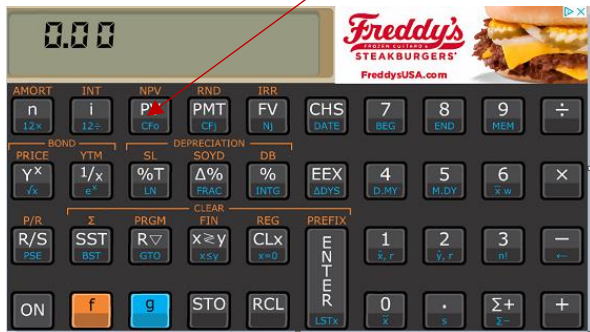 0.00
Freddy's
FROZEN CUSTARD &
STEAKBURGERS
FreddysUSA.com
AMORT INT NPV RND IRR
n i PV PMT FV CHS 7 8 9 ÷
12× 12÷ CFo CFj Nj DATE BEG END MEM
BOND DEPRECIATION
PRICE YTM SL SOYD DB
Yˣ 1/x %T Δ% % EEX 4 5 6 ×
√x eˣ LN FRAC INTG ΔDYS D.MY M.DY x̄ w
CLEAR
P/R Σ PRGM FIN REG PREFIX
R/S SST R▽ x≷y CLx ENTER 1 2 3 −
PSE BST GTO x≤y x=0 x̂, r ŷ, r n! ←
ON f g STO RCL 0 . Σ+ +
LSTx x̄ s Σ−